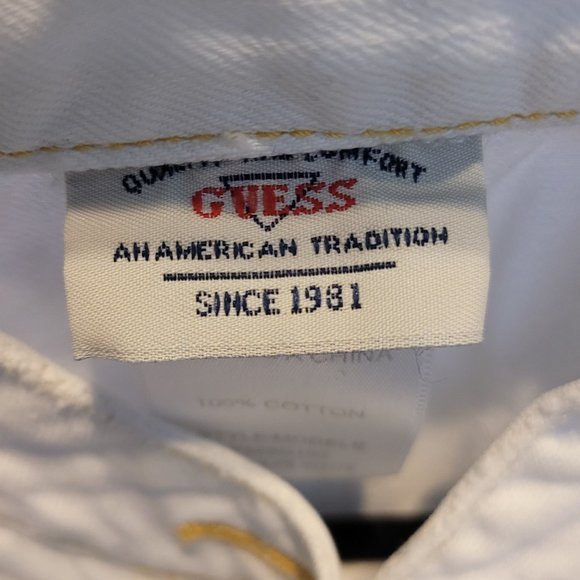 QUALITY AND COMFORT
GUESS
AN AMERICAN TRADITION
SINCE 1981
CHINA
100% COTTON